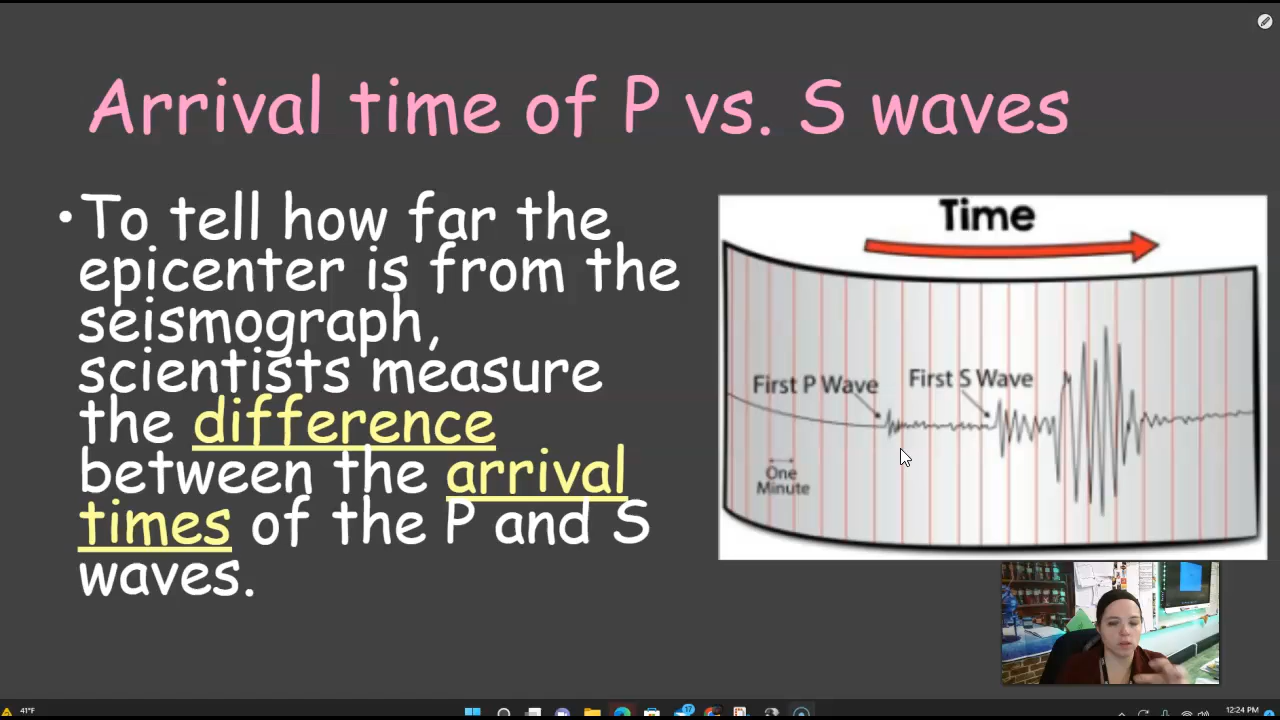 Arrival time of P vs. S waves
• To tell how far the
epicenter is from the
seismograph,
scientists measure
the difference
between the arrival
times of the P and S
waves.
Time
First P Wave
First S Wave
One
Minute
41°F
17
12:24 PM